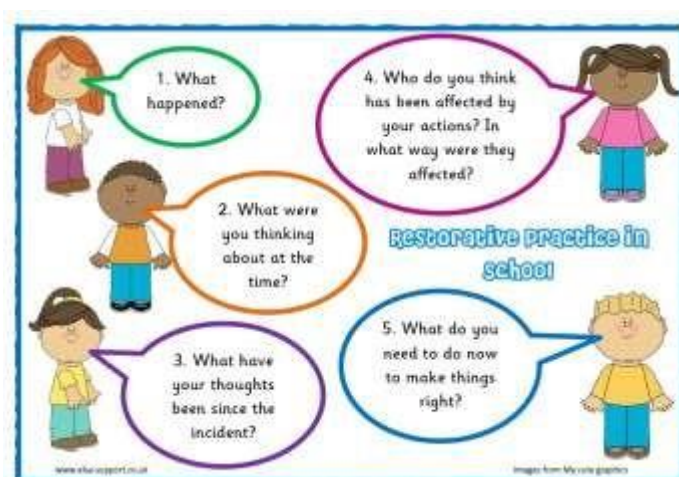 1. What
happened?
2. What were
you thinking
about at the
time?
3. What have
your thoughts
been since the
incident?
4. Who do you think
has been affected by
your actions? In
what way were they
affected?
Restorative Practice in
School
5. What do you
need to do now
to make things
right?
Images from My cute graphics